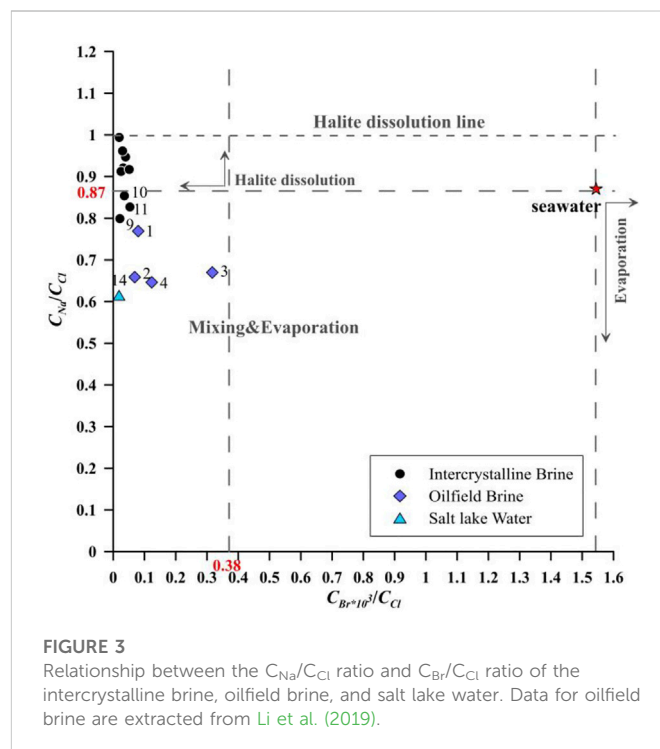 1.2
1.1
1
Halite dissolution line
0.9
Halite dissolution
0.87
10
seawater
0.8
11
9
1
0.7
14
2
4
3
0.6
Mixing&Evaporation
Evaporation
C_Na/C_Cl
0.5
0.4
0.3
0.2
0.1
0
Intercrystalline Brine
Oilfield Brine
Salt lake Water
0 0.1 0.2 0.3 0.4 0.5 0.6 0.7 0.8 0.9 1 1.1 1.2 1.3 1.4 1.5 1.6
0.38
C_Br*10³/C_Cl
FIGURE 3
Relationship between the C_Na/C_Cl ratio and C_Br/C_Cl ratio of the
intercrystalline brine, oilfield brine, and salt lake water. Data for oilfield
brine are extracted from Li et al. (2019).